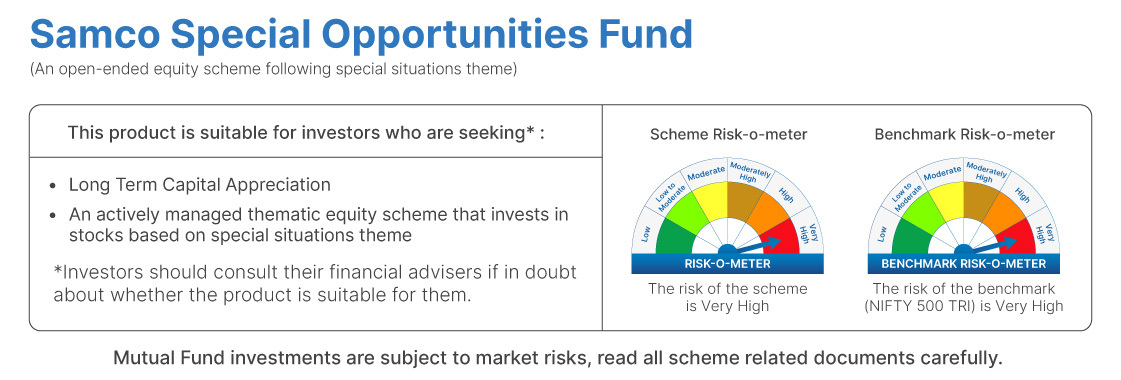 Samco Special Opportunities Fund
(An open-ended equity scheme following special situations theme)
This product is suitable for investors who are seeking* :
• Long Term Capital Appreciation
• An actively managed thematic equity scheme that invests in
stocks based on special situations theme
*Investors should consult their financial advisers if in doubt
about whether the product is suitable for them.
Scheme Risk-o-meter
Low
Low to
Moderate
Moderate
Moderately
High
High
Very
High
RISK-O-METER
The risk of the scheme
is Very High
Benchmark Risk-o-meter
Low
Low to
Moderate
Moderate
Moderately
High
High
Very
High
BENCHMARK RISK-O-METER
The risk of the benchmark
(NIFTY 500 TRI) is Very High
Mutual Fund investments are subject to market risks, read all scheme related documents carefully.